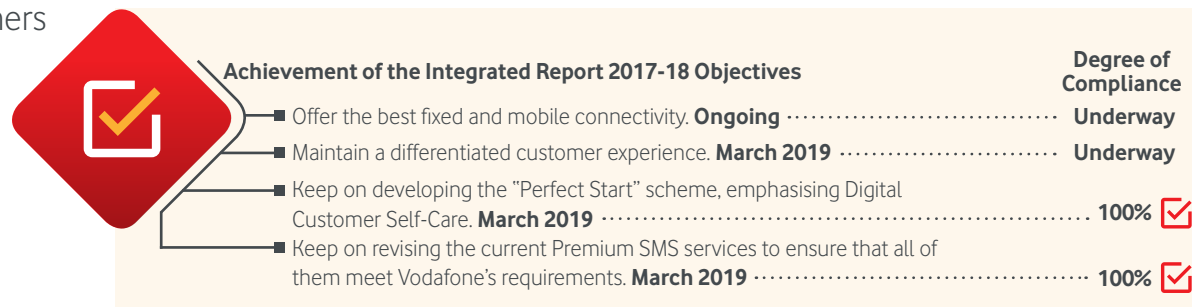 Achievement of the Integrated Report 2017-18 Objectives Degree of Compliance
Offer the best fixed and mobile connectivity. Ongoing Underway
Maintain a differentiated customer experience. March 2019 Underway
Keep on developing the "Perfect Start" scheme, emphasising Digital
Customer Self-Care. March 2019 100%
Keep on revising the current Premium SMS services to ensure that all of
them meet Vodafone's requirements. March 2019 100%